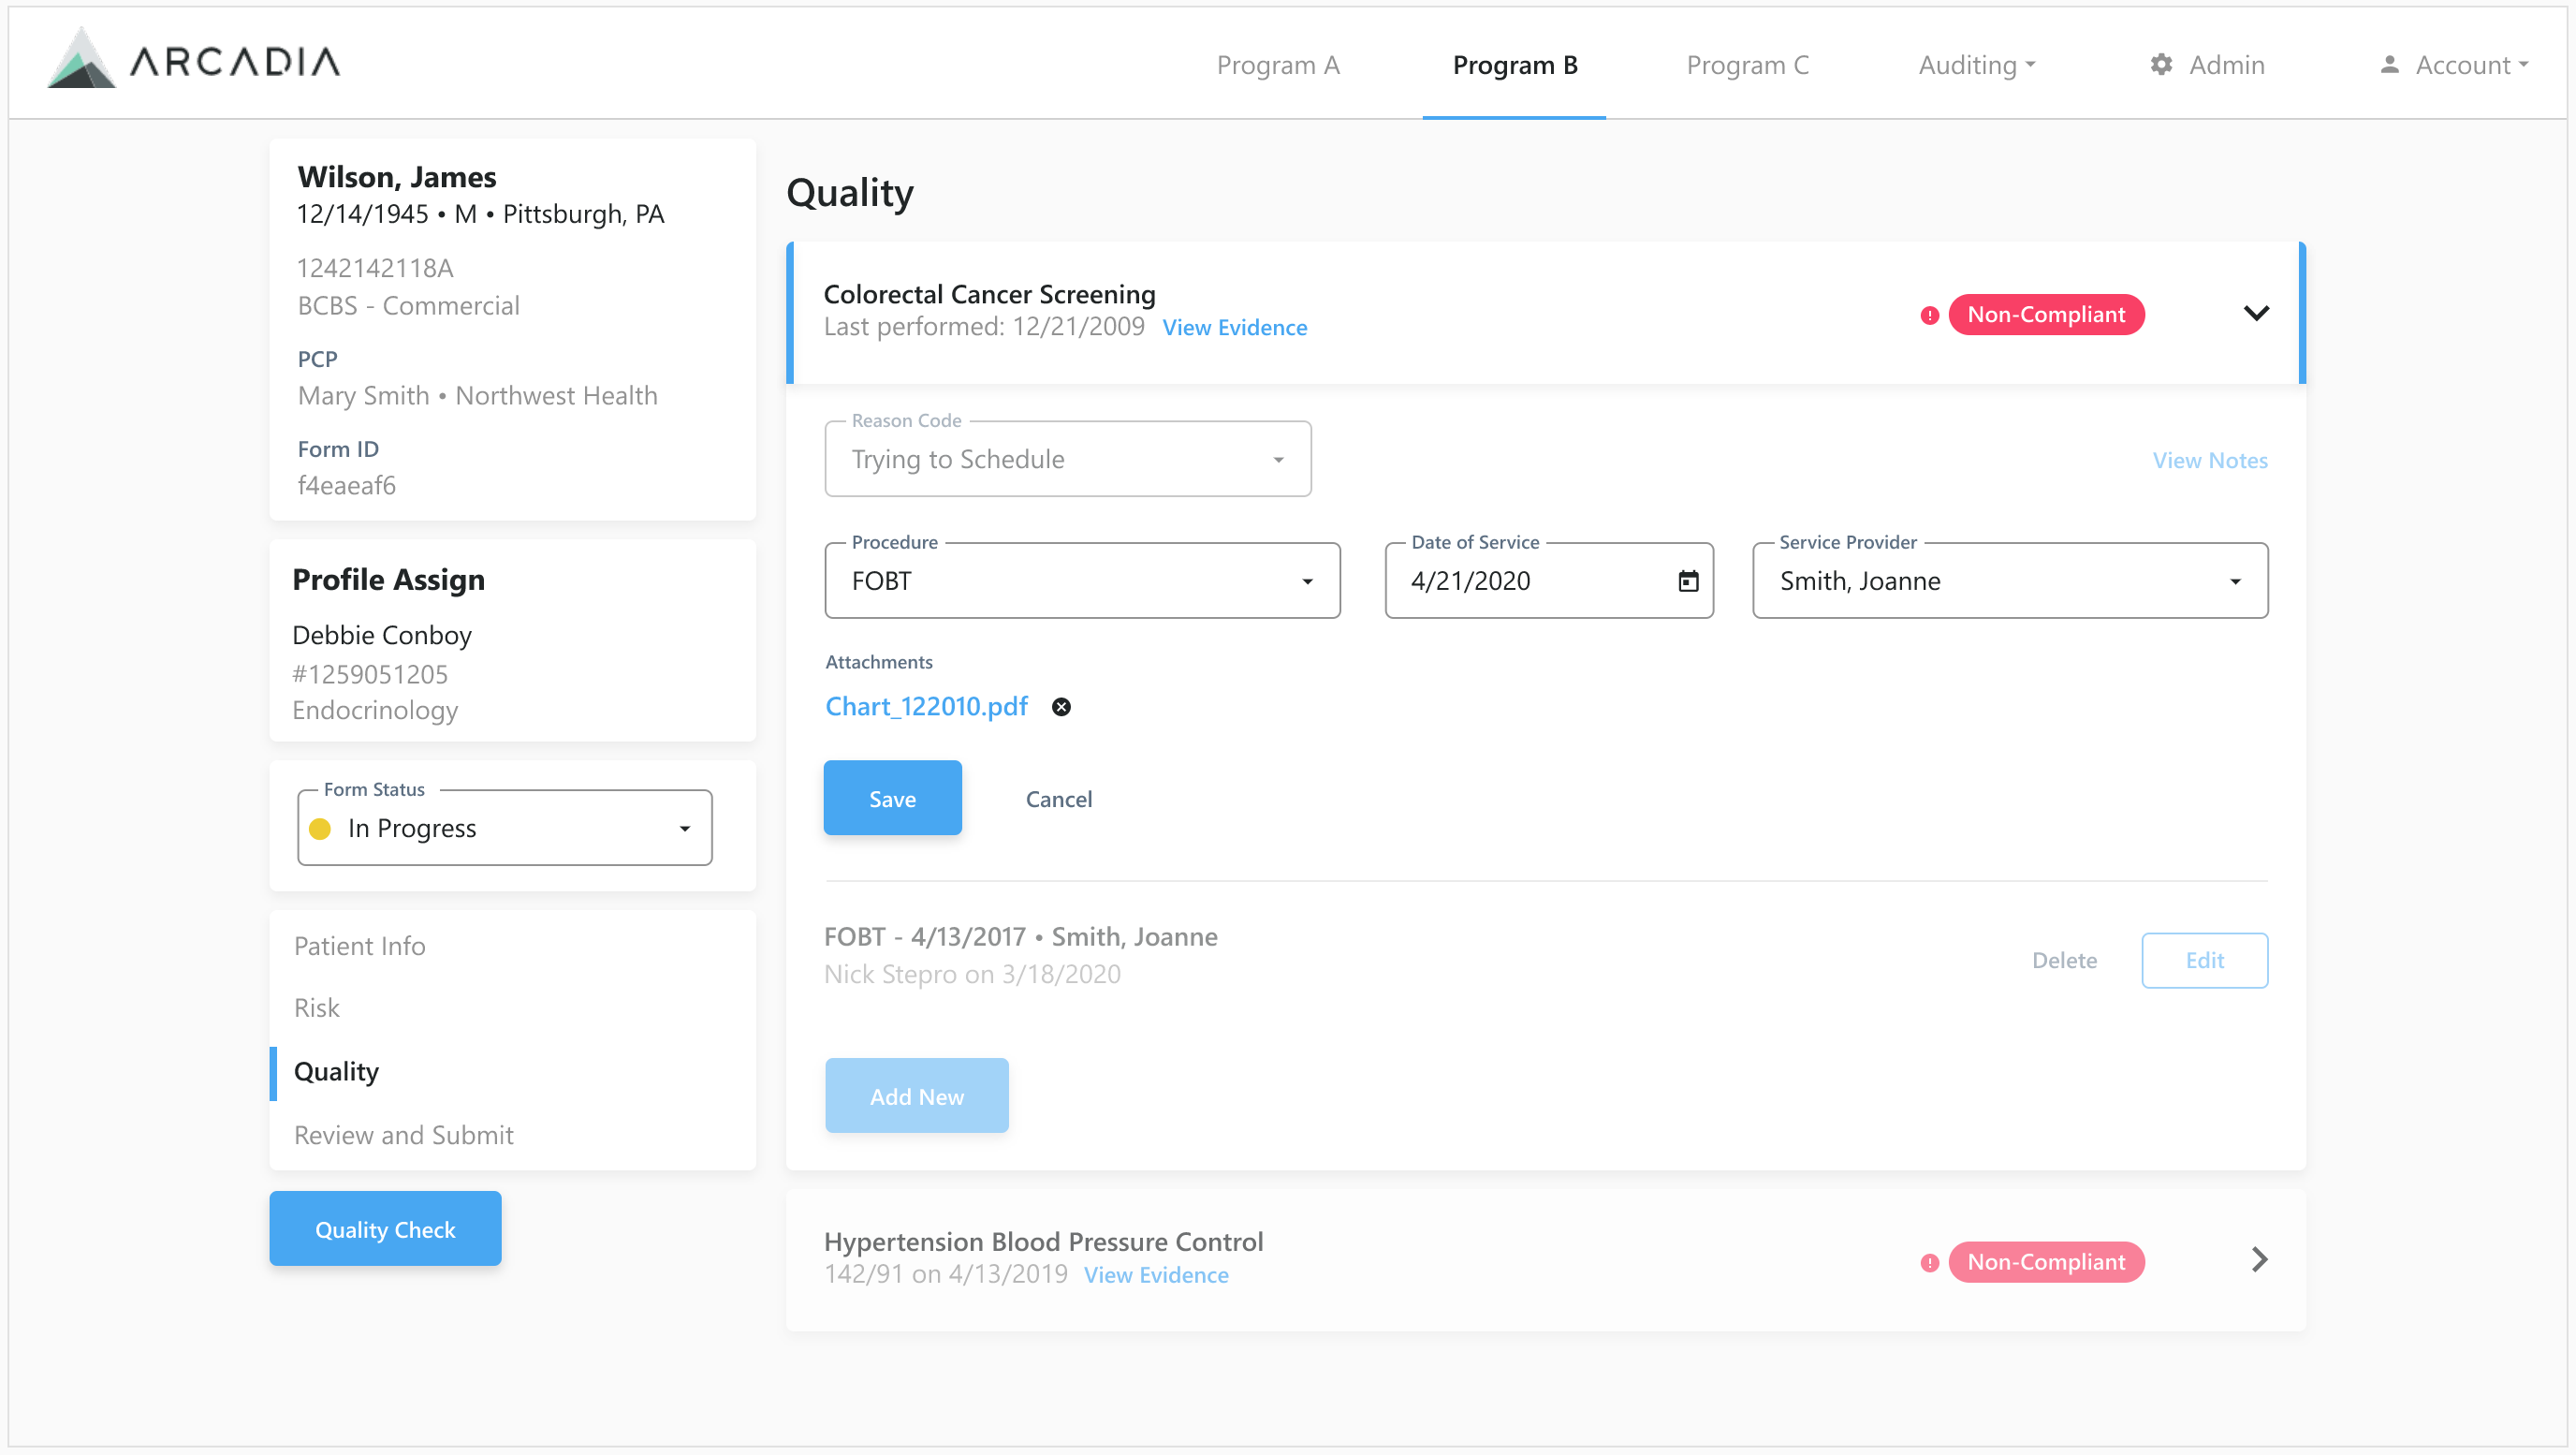 ARCADIA
Program A
Program B
Program C
Auditing
Admin
Account
Wilson, James
12/14/1945 • M • Pittsburgh, PA
1242142118A
BCBS - Commercial
PCP
Mary Smith • Northwest Health
Form ID
f4eaeaf6
Profile Assign
Debbie Conboy
#1259051205
Endocrinology
Form Status
In Progress
Patient Info
Risk
Quality
Review and Submit
Quality Check
Quality
Colorectal Cancer Screening
Last performed: 12/21/2009 View Evidence
Non-Compliant
Reason Code
Trying to Schedule
View Notes
Procedure
FOBT
Date of Service
4/21/2020
Service Provider
Smith, Joanne
Attachments
Chart_122010.pdf
Save
Cancel
FOBT - 4/13/2017 • Smith, Joanne
Nick Stepro on 3/18/2020
Delete
Edit
Add New
Hypertension Blood Pressure Control
142/91 on 4/13/2019 View Evidence
Non-Compliant